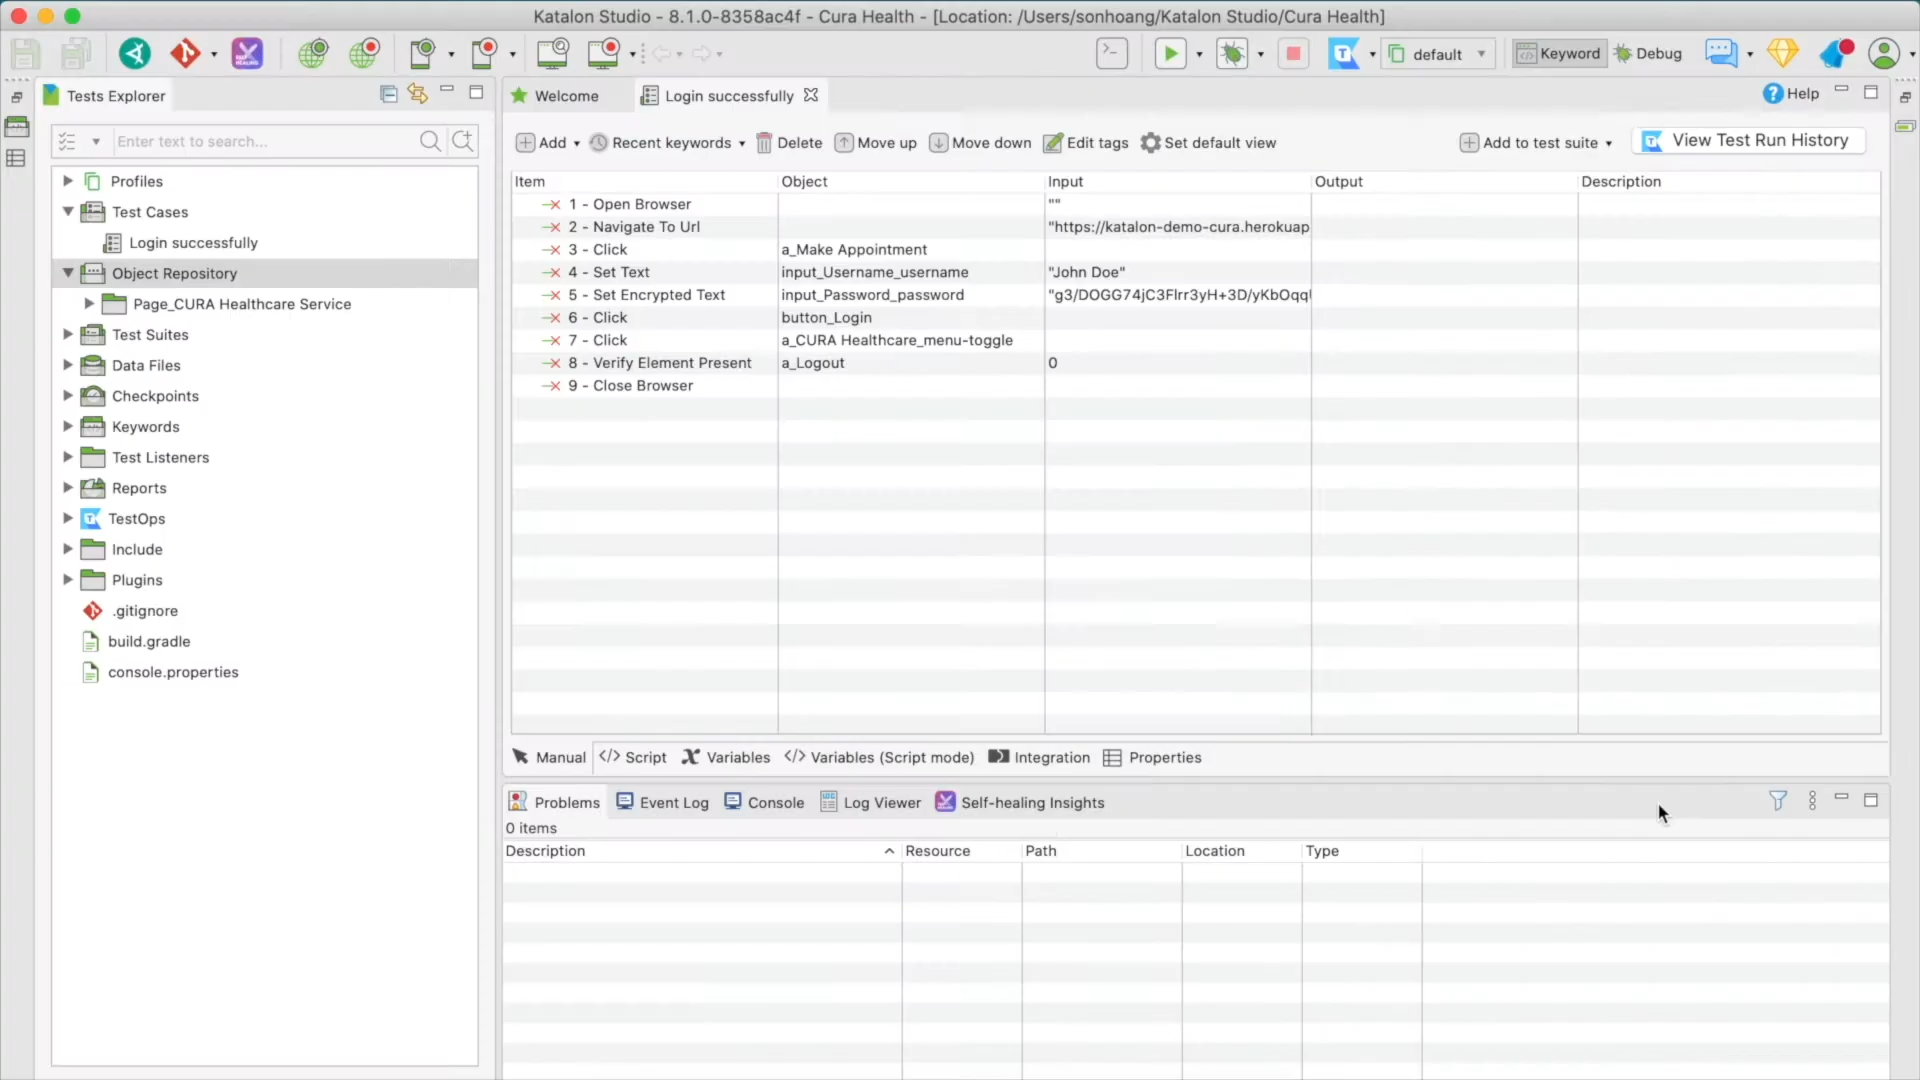 Katalon Studio - 8.1.0-8358ac4f - Cura Health - [Location: /Users/sonhoang/Katalon Studio/Cura Health]
default
Keyword
Debug
Tests Explorer
Enter text to search...
Profiles
Test Cases
Login successfully
Object Repository
Page_CURA Healthcare Service
Test Suites
Data Files
Checkpoints
Keywords
Test Listeners
Reports
TestOps
Include
Plugins
.gitignore
build.gradle
console.properties
Welcome
Login successfully
Help
Add
Recent keywords
Delete
Move up
Move down
Edit tags
Set default view
Add to test suite
View Test Run History
Item Object Input Output Description
1 - Open Browser ""
2 - Navigate To Url "https://katalon-demo-cura.herokuap
3 - Click a_Make Appointment
4 - Set Text input_Username_username "John Doe"
5 - Set Encrypted Text input_Password_password
6 - Click button_Login
7 - Click a_CURA Healthcare_menu-toggle
8 - Verify Element Present a_Logout 0
9 - Close Browser
Manual
Script
Variables
Variables (Script mode)
Integration
Properties
Problems
Event Log
Console
Log Viewer
Self-healing Insights
0 items
Description Resource Path Location Type